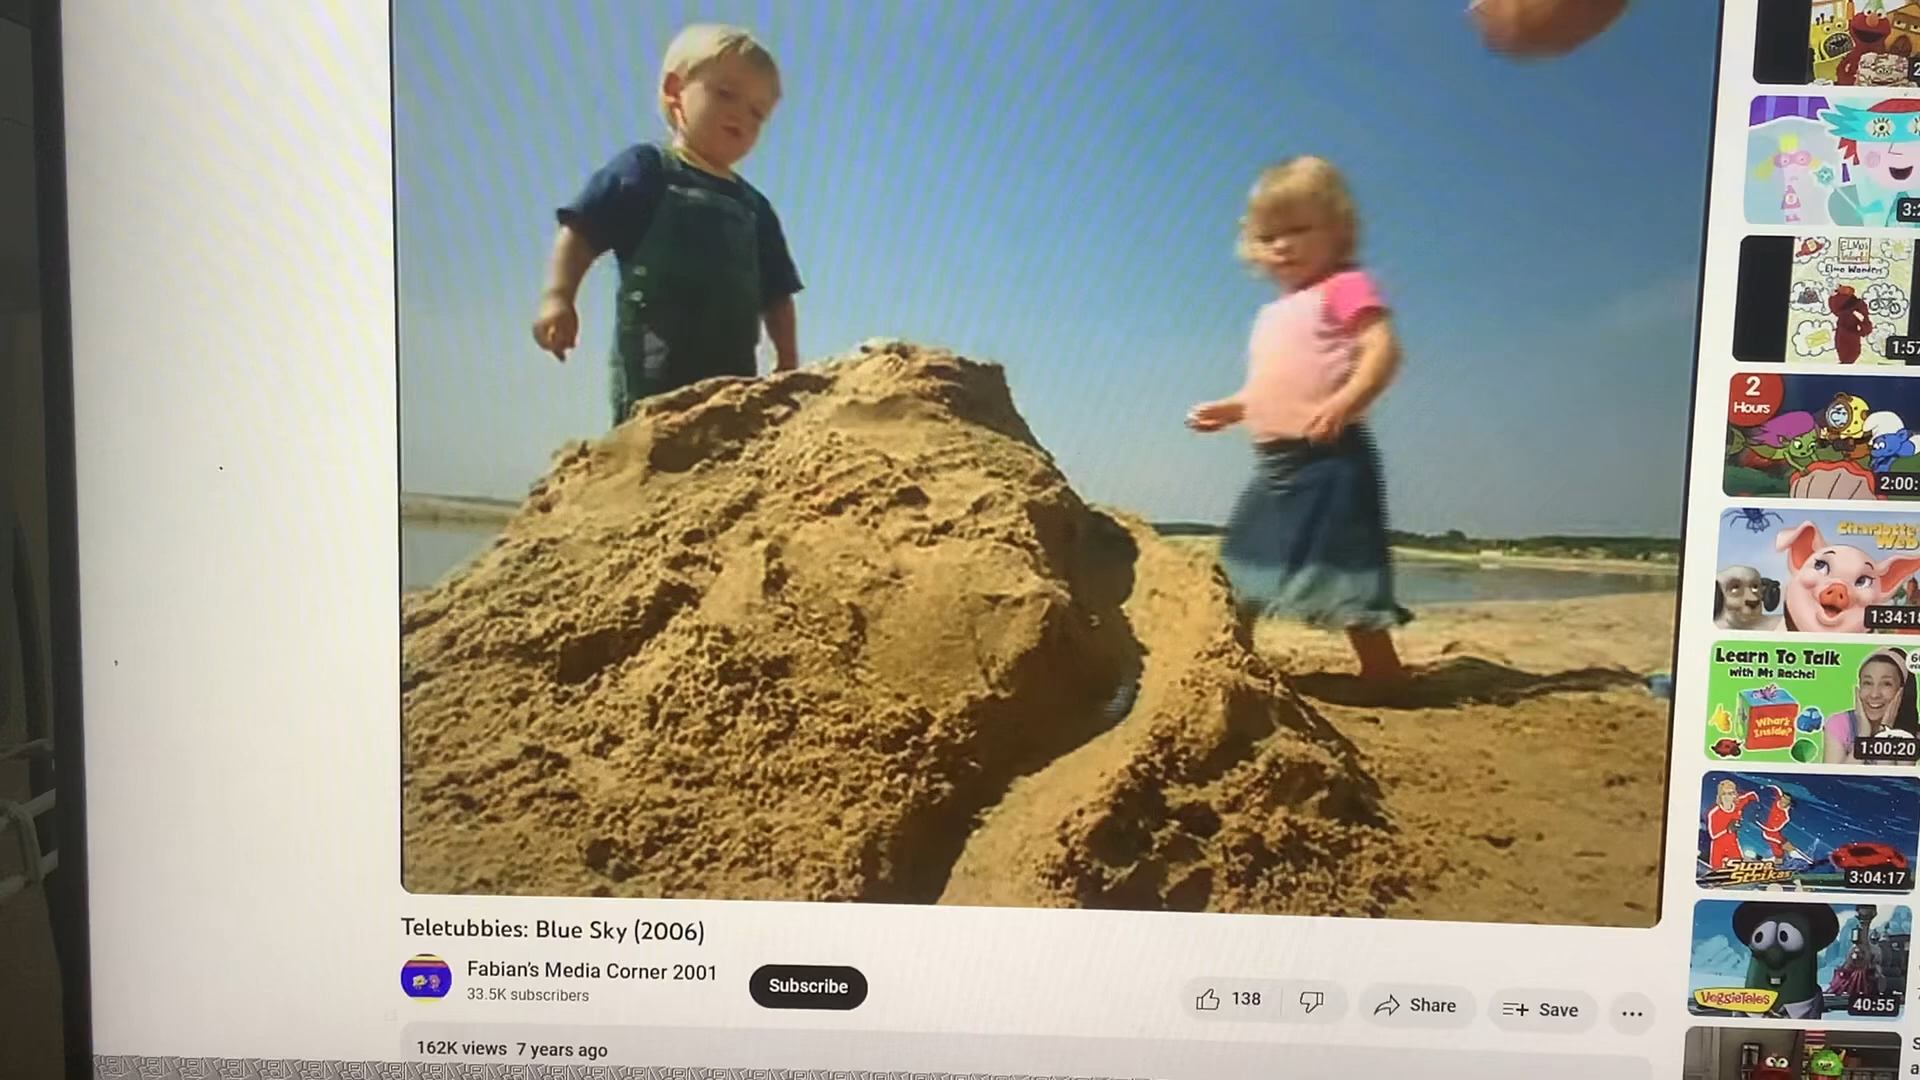 Teletubbies: Blue Sky (2006)
Fabian's Media Corner 2001
33.5K subscribers
Subscribe
138
Share
Save
162K views 7 years ago
ELMO's
World
Elmo Wonders
1:57
2
Hours
2:00:
Charlotte's
Web
1:34:1
Learn To Talk
with Ms Rachel
What's
Inside?
1:00:20
Supa
Strikas
3:04:17
VeggieTales
40:55